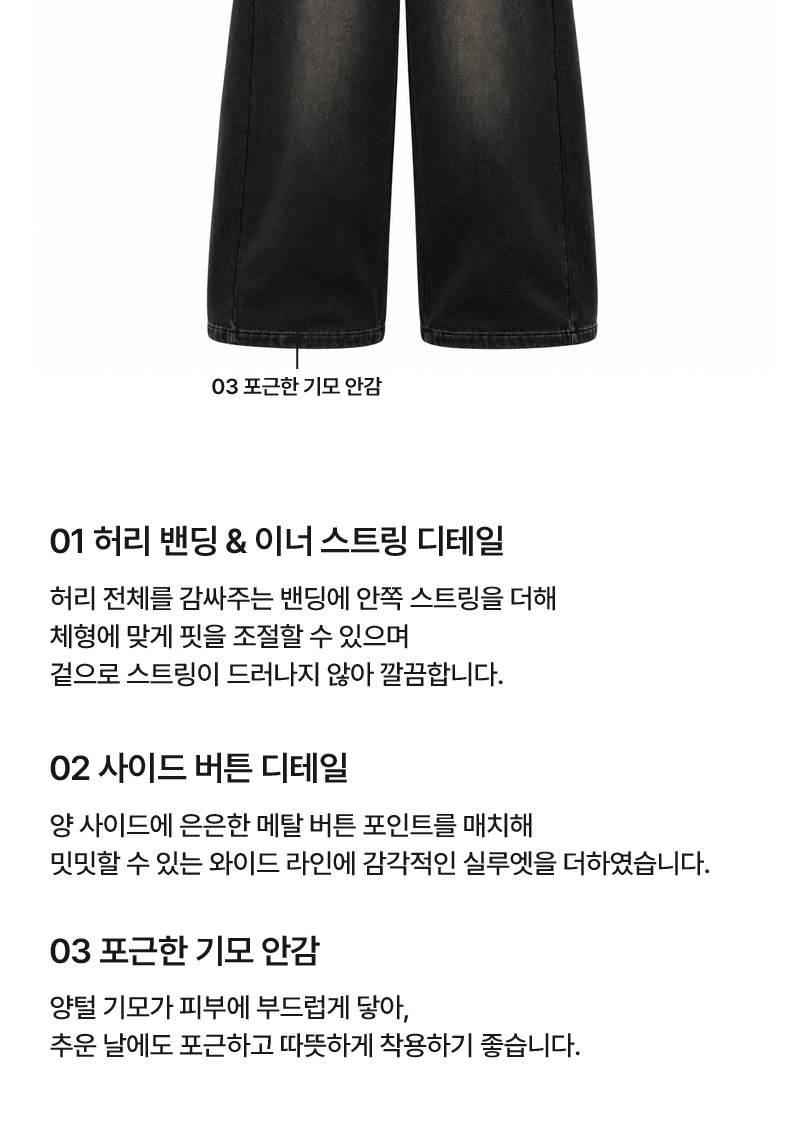 03 포근한 기모 안감
01 허리 밴딩 & 이너 스트링 디테일
허리 전체를 감싸주는 밴딩에 안쪽 스트링을 더해
체형에 맞게 핏을 조절할 수 있으며
겉으로 스트링이 드러나지 않아 깔끔합니다.
02 사이드 버튼 디테일
양 사이드에 은은한 메탈 버튼 포인트를 매치해
밋밋할 수 있는 와이드 라인에 감각적인 실루엣을 더하였습니다.
03 포근한 기모 안감
양털 기모가 피부에 부드럽게 닿아,
추운 날에도 포근하고 따뜻하게 착용하기 좋습니다.